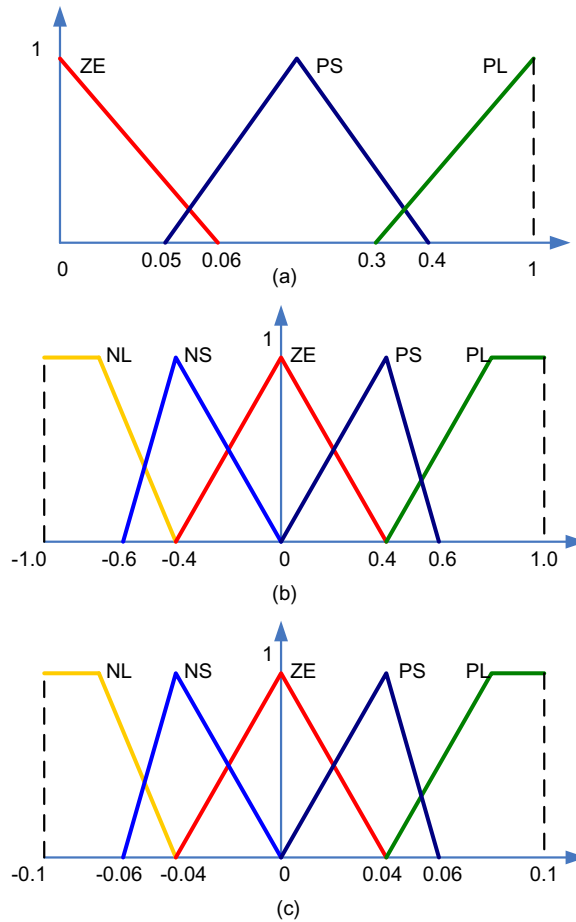 1 ZE PS PL
0 0.05 0.06 0.3 0.4 1
(a)
1
NL NS ZE PS PL
-1.0 -0.6 -0.4 0 0.4 0.6 1.0
(b)
1
NL NS ZE PS PL
-0.1 -0.06 -0.04 0 0.04 0.06 0.1
(c)